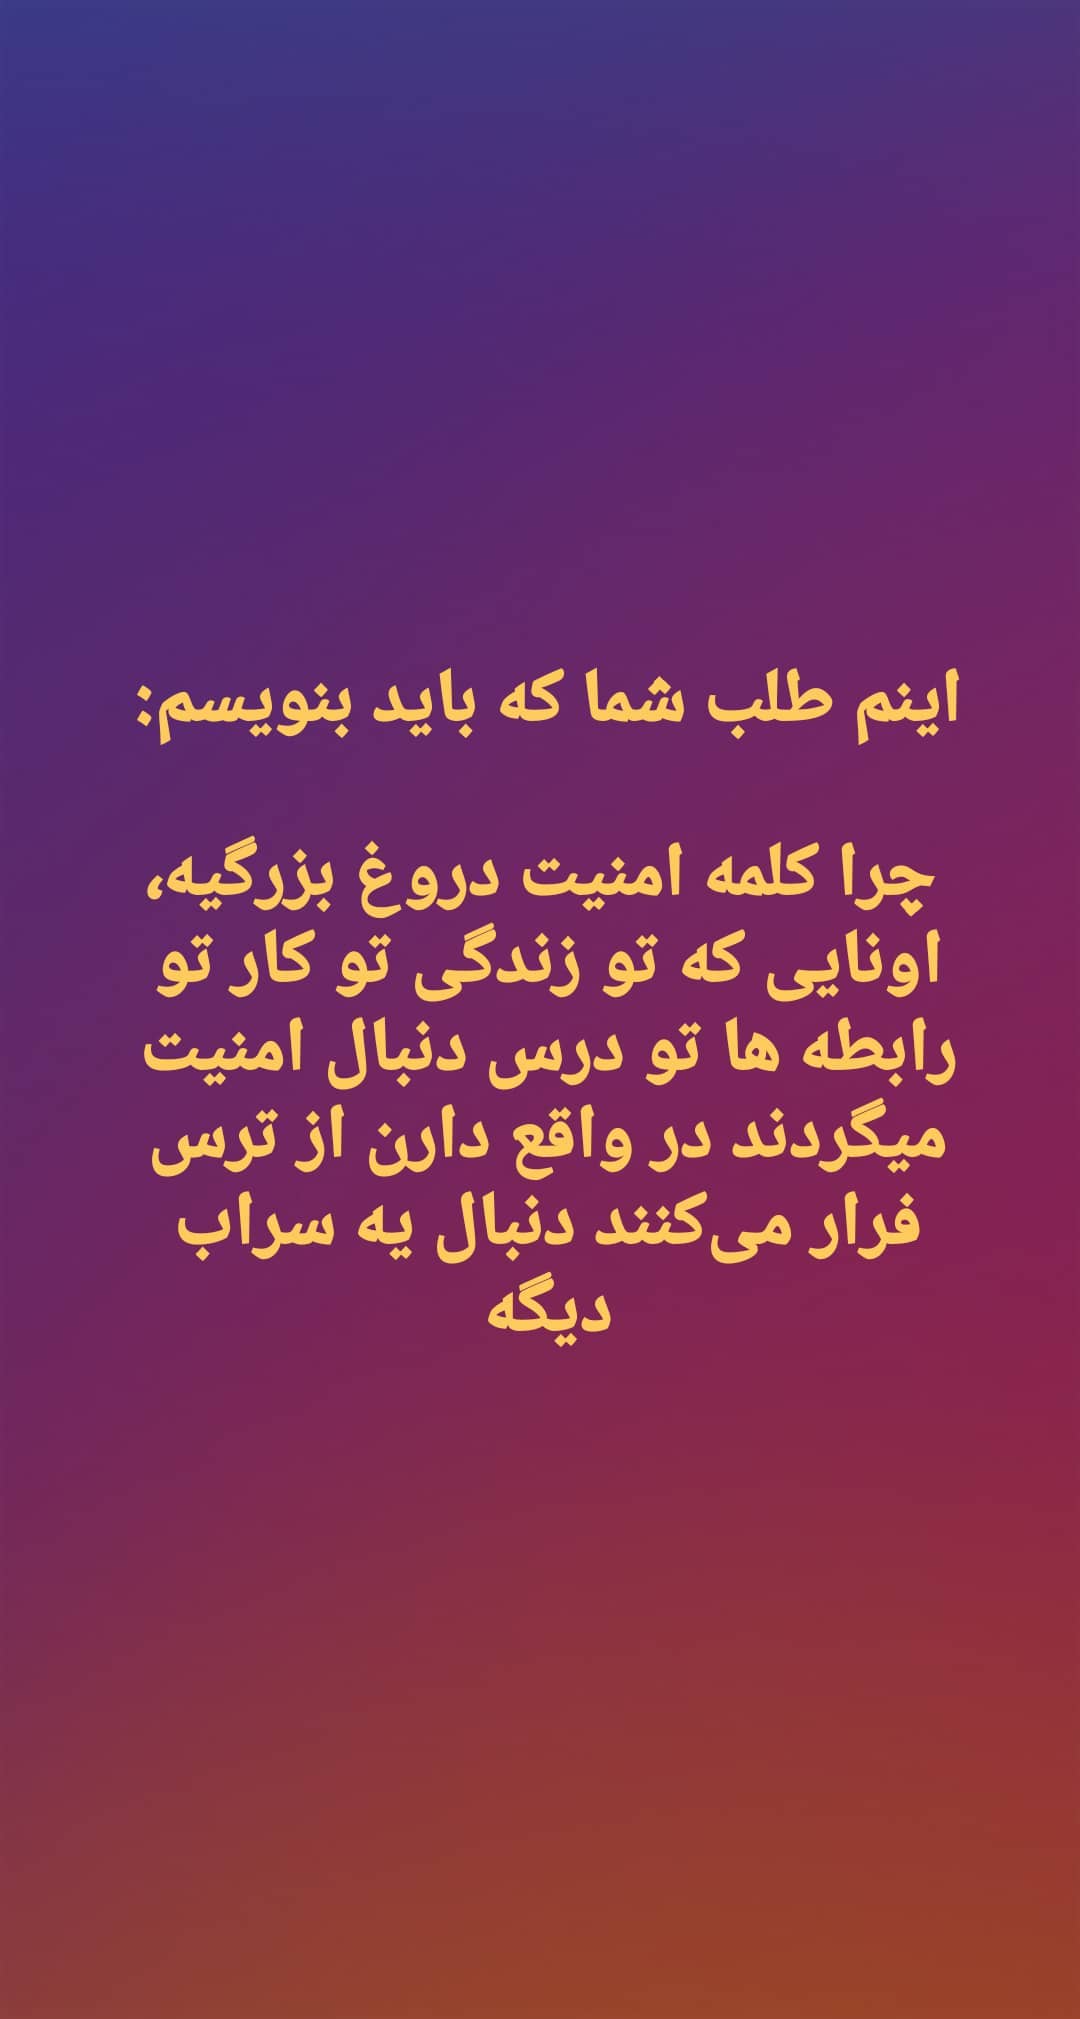 اینم طلب شما که باید بنویسم:
چرا کلمه امنیت دروغ بزرگیه،
اونایی که تو زندگی تو کار تو
رابطه ها تو درس دنبال امنیت
میگردند در واقع دارن از ترس
فرار می‌کنند دنبال یه سراب
دیگه